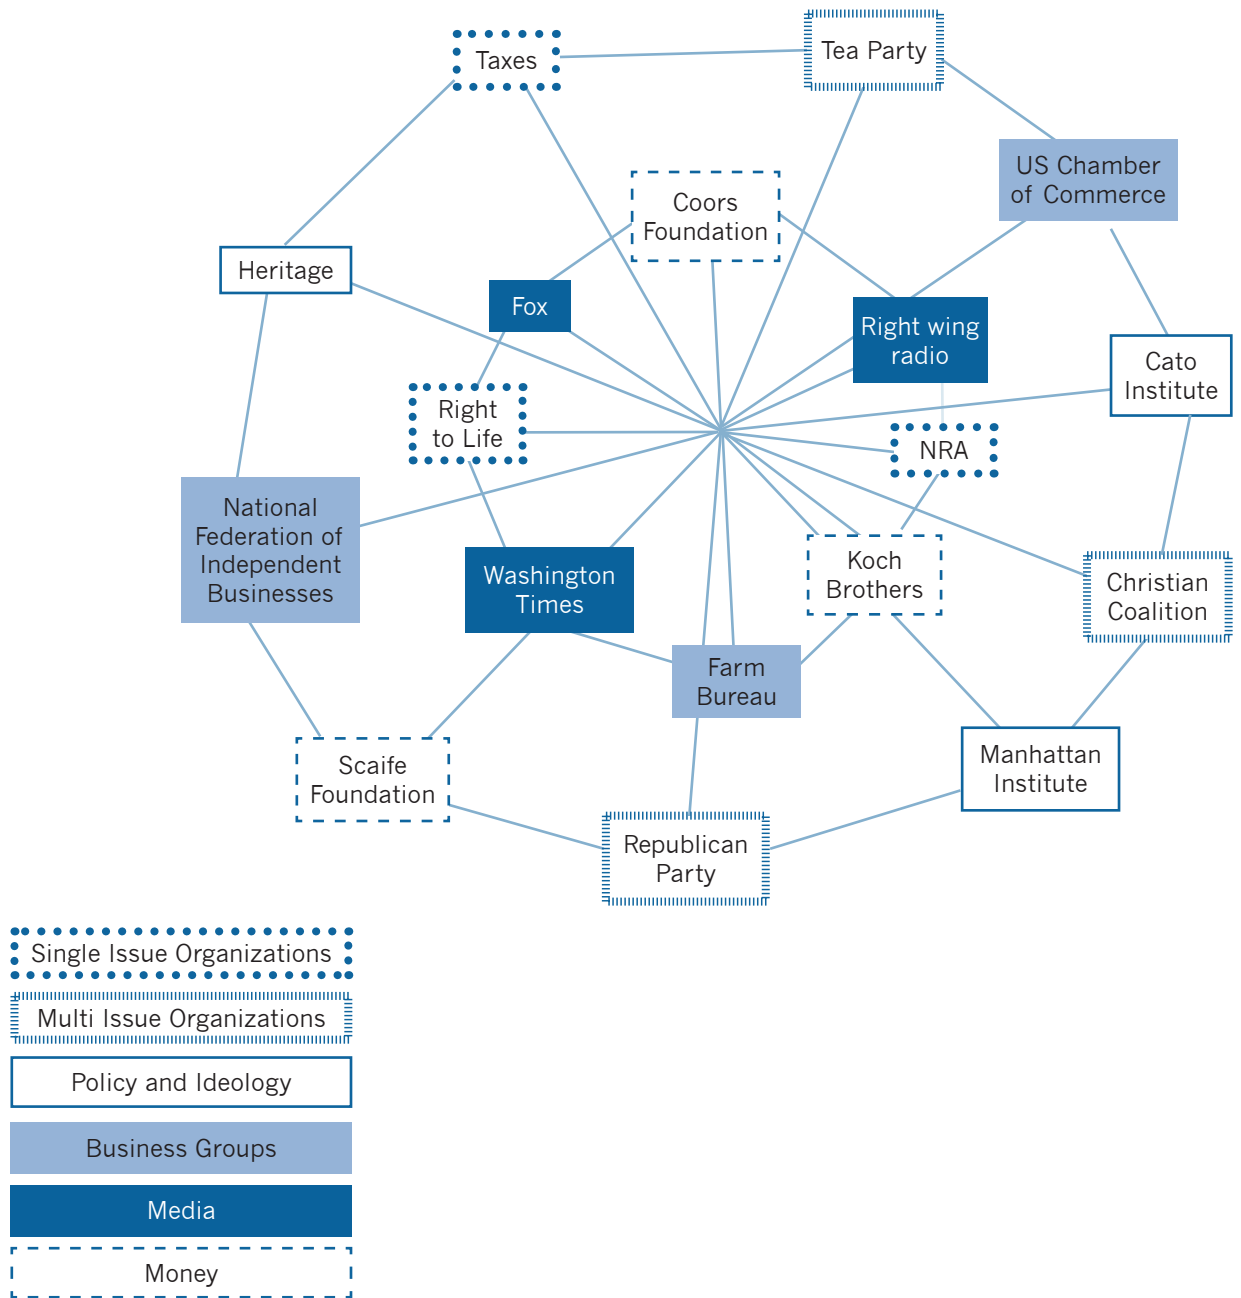 Taxes
Tea Party
US Chamber
of Commerce
Coors
Foundation
Heritage
Fox
Right wing
radio
Cato
Institute
Right
to Life
NRA
National
Federation of
Independent
Businesses
Washington
Times
Koch
Brothers
Christian
Coalition
Farm
Bureau
Scaife
Foundation
Manhattan
Institute
Republican
Party
Single Issue Organizations
Multi Issue Organizations
Policy and Ideology
Business Groups
Media
Money